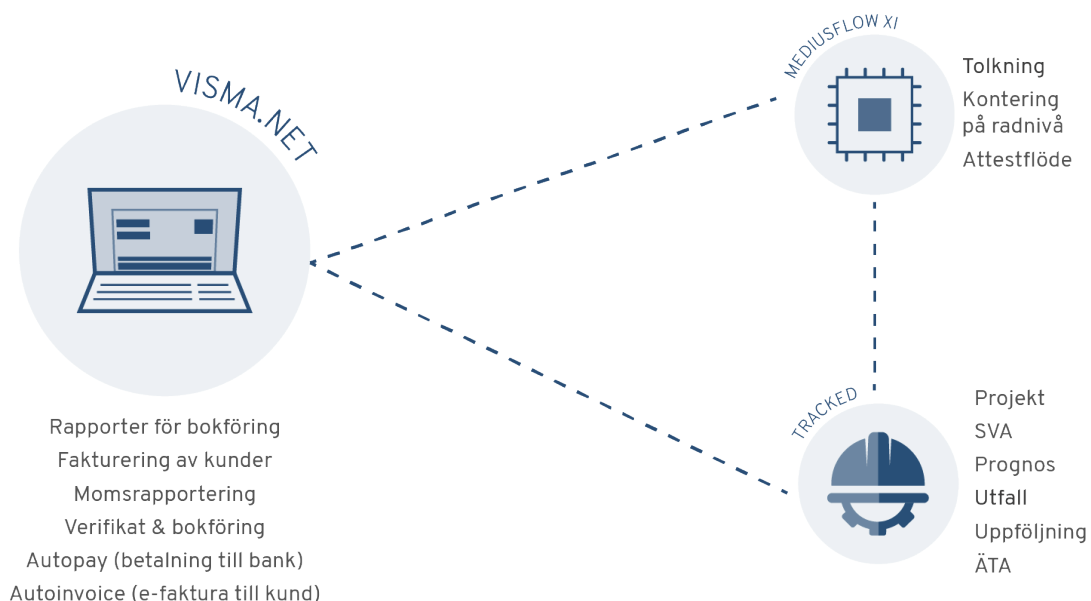 VISMA.NET
Rapporter för bokföring
Fakturering av kunder
Momsrapportering
Verifikat & bokföring
Autopay (betalning till bank)
Autoinvoice (e-faktura till kund)
MEDIUSFLOW XI
Tolkning
Kontering
på radnivå
Attestflöde
TRACKED
Projekt
SVA
Prognos
Utfall
Uppföljning
ÄTA